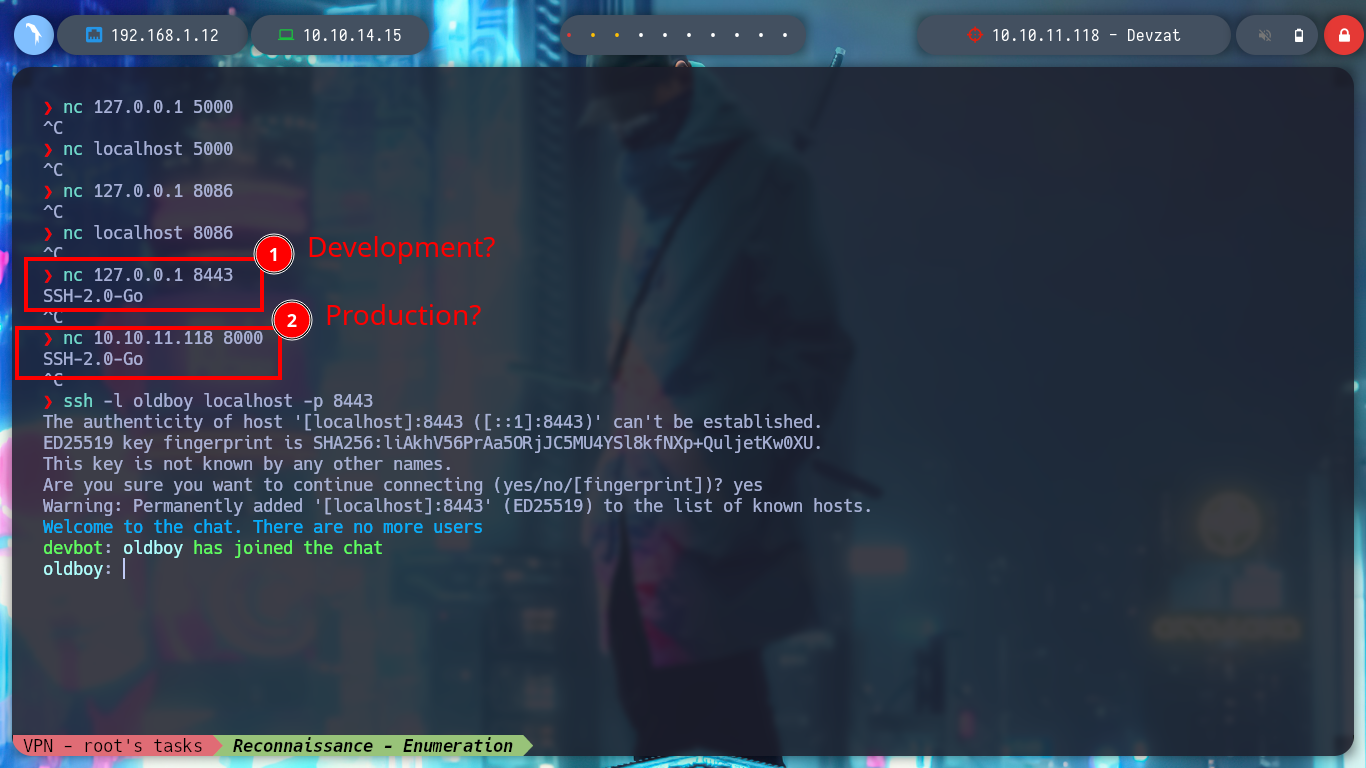 192.168.1.12
10.10.14.15
10.10.11.118 - Devzat
❯ nc 127.0.0.1 5000
^C
❯ nc localhost 5000
^C
❯ nc 127.0.0.1 8086
^C
❯ nc localhost 8086
^C
1 Development?
❯ nc 127.0.0.1 8443
SSH-2.0-Go
^C
2 Production?
❯ nc 10.10.11.118 8000
SSH-2.0-Go
^C
❯ ssh -l oldboy localhost -p 8443
The authenticity of host '[localhost]:8443 ([::1]:8443)' can't be established.
ED25519 key fingerprint is SHA256:liAkhV56PrAa5ORjJC5MU4YSl8kfNXp+QuljetKw0XU.
This key is not known by any other names.
Are you sure you want to continue connecting (yes/no/[fingerprint])? yes
Warning: Permanently added '[localhost]:8443' (ED25519) to the list of known hosts.
Welcome to the chat. There are no more users
devbot: oldboy has joined the chat
oldboy:
VPN - root's tasks
Reconnaissance - Enumeration